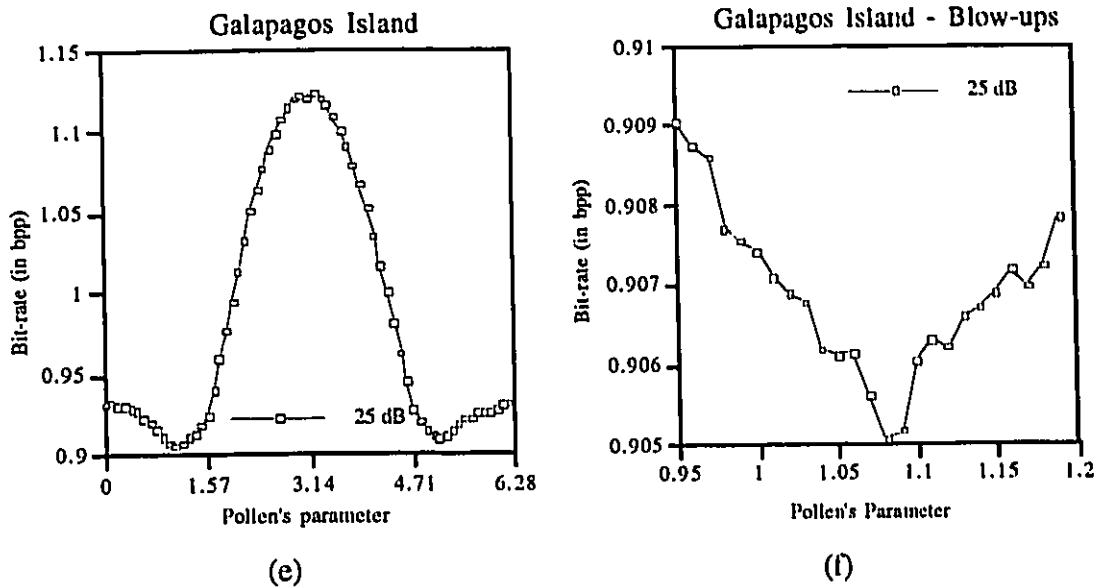 Galapagos Island
1.15
1.1
1.05
1
0.95
0.9
Bit-rate (in bpp)
25 dB
0
1.57
3.14
4.71
6.28
Pollen's parameter
(e)
Galapagos Island - Blow-ups
0.91
0.909
0.908
0.907
0.906
0.905
Bit-rate (in bpp)
25 dB
0.95
1
1.05
1.1
1.15
1.2
Pollen's Parameter
(f)